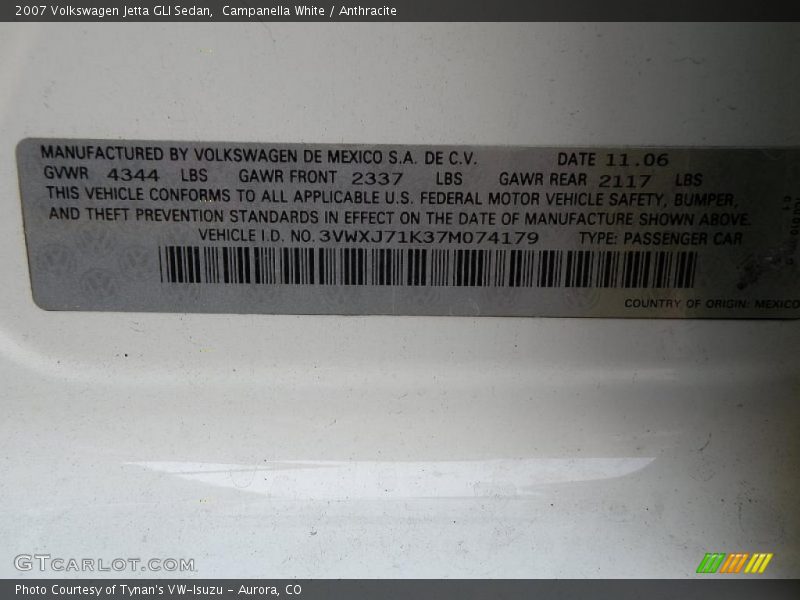 2007 Volkswagen Jetta GLI Sedan, Campanella White / Anthracite
MANUFACTURED BY VOLKSWAGEN DE MEXICO S.A. DE C.V. DATE 11.06
GVWR 4344 LBS GAWR FRONT 2337 LBS GAWR REAR 2117 LBS
THIS VEHICLE CONFORMS TO ALL APPLICABLE U.S. FEDERAL MOTOR VEHICLE SAFETY, BUMPER,
AND THEFT PREVENTION STANDARDS IN EFFECT ON THE DATE OF MANUFACTURE SHOWN ABOVE.
VEHICLE I.D. NO. 3VWXJ71K37M074179 TYPE: PASSENGER CAR
COUNTRY OF ORIGIN: MEXICO
GTcarlot.com
Photo Courtesy of Tynan's VW-Isuzu - Aurora, CO